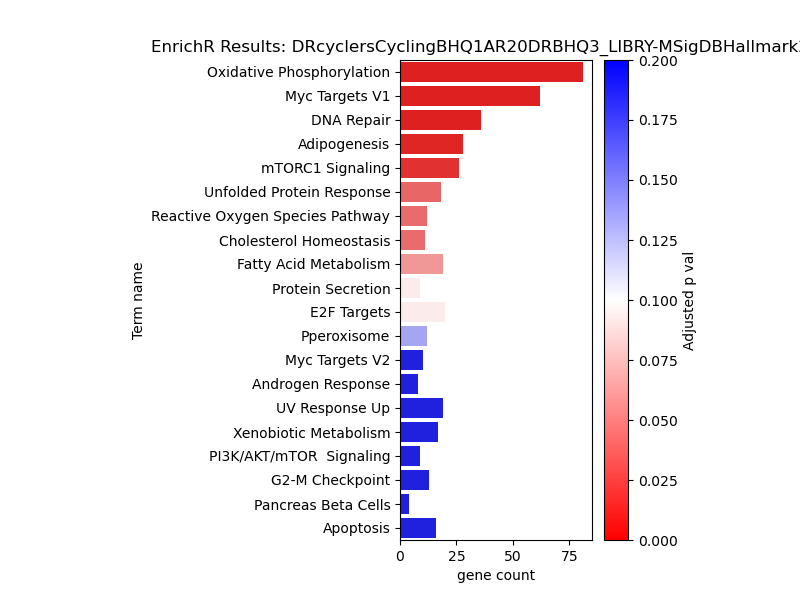 EnrichR Results: DRcyclersCyclingBHQ1AR20DRBHQ3_LIBRY-MSigDBHallmark
Oxidative Phosphorylation
Myc Targets V1
DNA Repair
Adipogenesis
mTORC1 Signaling
Unfolded Protein Response
Reactive Oxygen Species Pathway
Cholesterol Homeostasis
Fatty Acid Metabolism
Protein Secretion
E2F Targets
Pperoxisome
Myc Targets V2
Androgen Response
UV Response Up
Xenobiotic Metabolism
PI3K/AKT/mTOR  Signaling
G2-M Checkpoint
Pancreas Beta Cells
Apoptosis
Term name
0 25 50 75
gene count
0.200
0.175
0.150
0.125
0.100
0.075
0.050
0.025
0.000
Adjusted p val